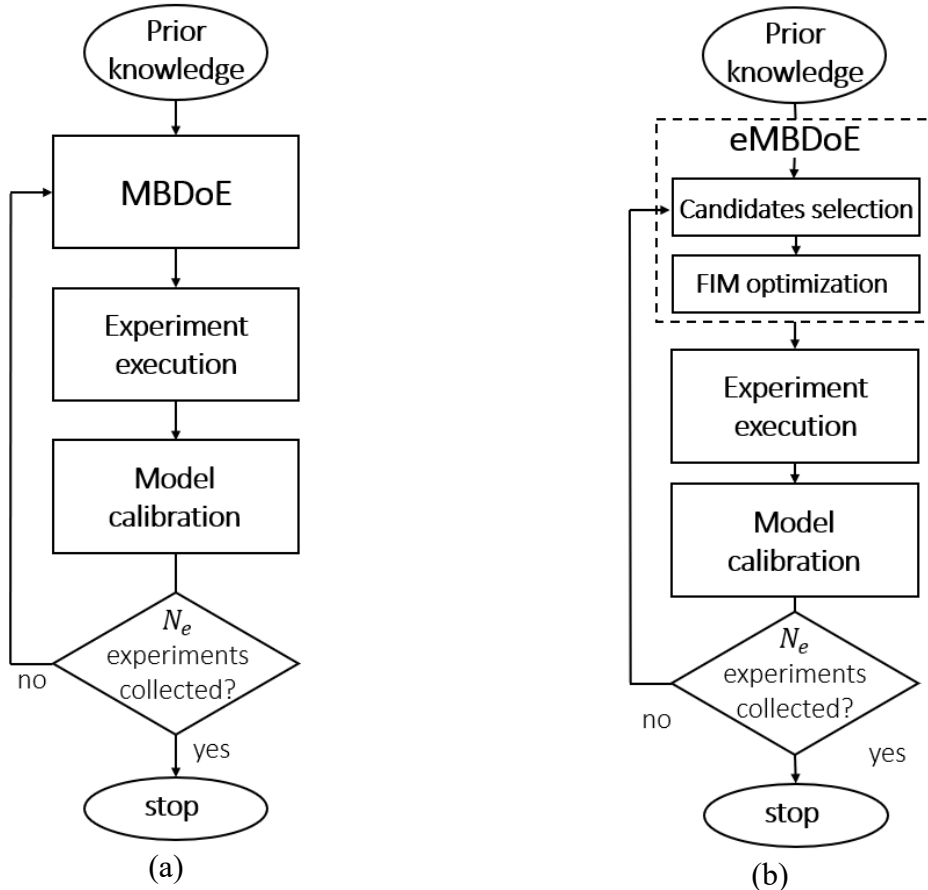 Prior
knowledge
MBDoE
Experiment
execution
Model
calibration
N_e
experiments
collected?
no
yes
stop
(a)
Prior
knowledge
eMBDoE
Candidates selection
FIM optimization
Experiment
execution
Model
calibration
N_e
experiments
collected?
no
yes
stop
(b)